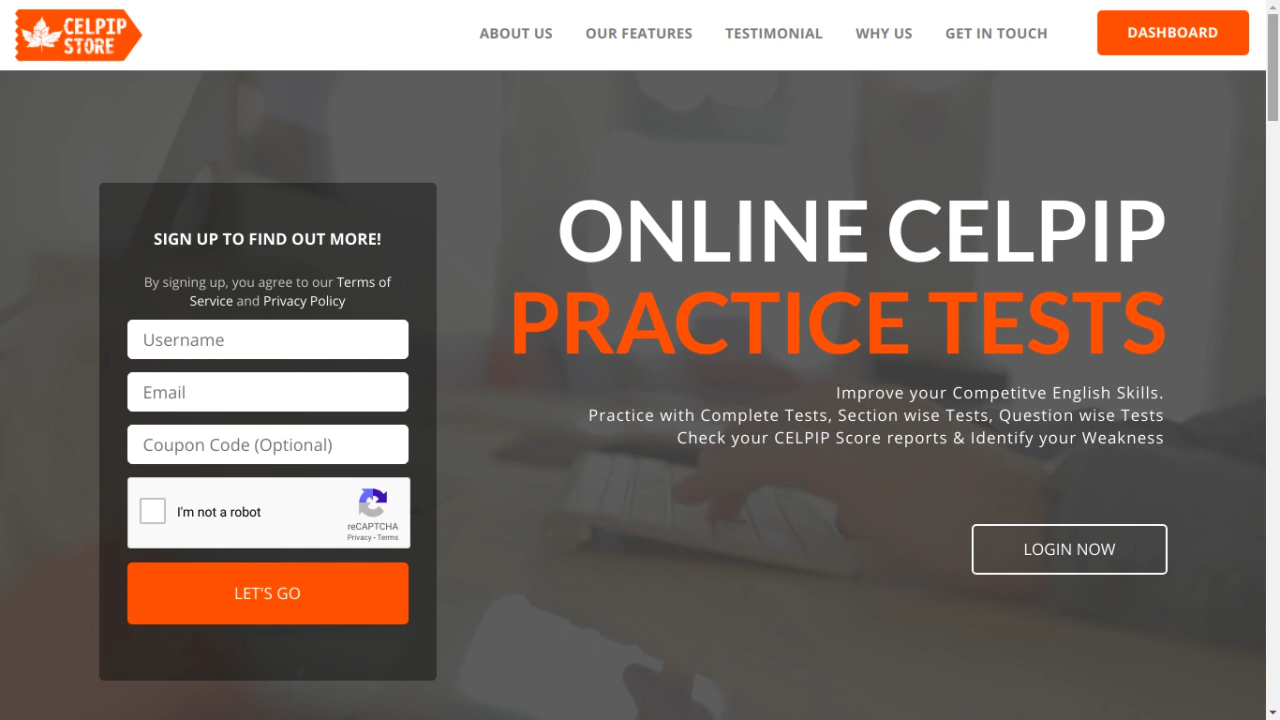 CELPIP
STORE
ABOUT US
OUR FEATURES
TESTIMONIAL
WHY US
GET IN TOUCH
DASHBOARD
SIGN UP TO FIND OUT MORE!
By signing up, you agree to our Terms of
Service and Privacy Policy
Username
Email
Coupon Code (Optional)
I'm not a robot
reCAPTCHA
Privacy - Terms
LET'S GO
ONLINE CELPIP
PRACTICE TESTS
Improve your Competitve English Skills.
Practice with Complete Tests, Section wise Tests, Question wise Tests
Check your CELPIP Score reports & Identify your Weakness
LOGIN NOW